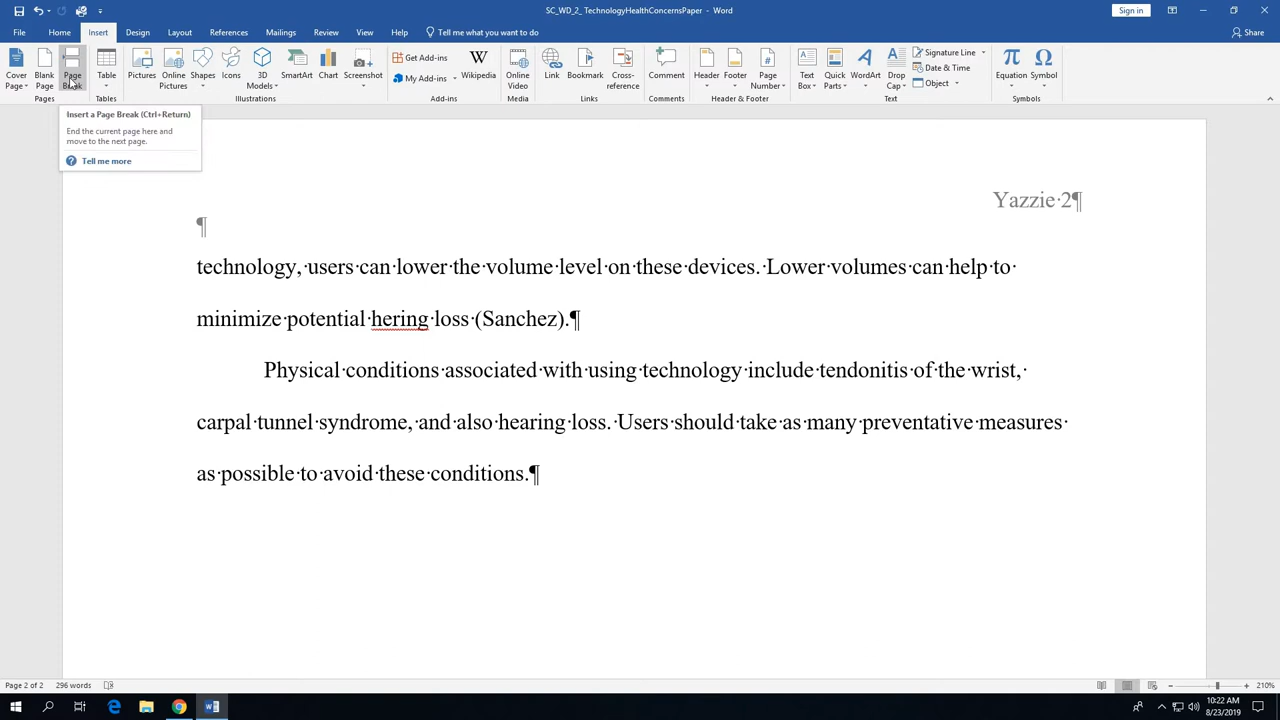 SC_WD_2_ TechnologyHealthConcernsPaper - Word
Sign in
File Home Insert Design Layout References Mailings Review View Help Tell me what you want to do Share
Cover Page
Blank Page
Page Break
Table
Pictures
Online Pictures
Shapes
Icons
3D Models
SmartArt
Chart
Screenshot
Get Add-ins
My Add-ins
Wikipedia
Online Video
Link
Bookmark
Cross-reference
Comment
Header
Footer
Page Number
Text Box
Quick Parts
WordArt
Drop Cap
Signature Line
Date & Time
Object
Equation
Symbol
Pages Tables Illustrations Add-ins Media Links Comments Header & Footer Text Symbols
Insert a Page Break (Ctrl+Return)
End the current page here and
move to the next page.
Tell me more
Yazzie·2¶
¶
technology,·users·can·lower·the·volume·level·on·these·devices.·Lower·volumes·can·help·to·
minimize·potential·hering·loss·(Sanchez).¶
Physical·conditions·associated·with·using·technology·include·tendonitis·of·the·wrist,·
carpal·tunnel·syndrome,·and·also·hearing·loss.·Users·should·take·as·many·preventative·measures·
as·possible·to·avoid·these·conditions.¶
Page 2 of 2 296 words 210%
10:22 AM
8/23/2019